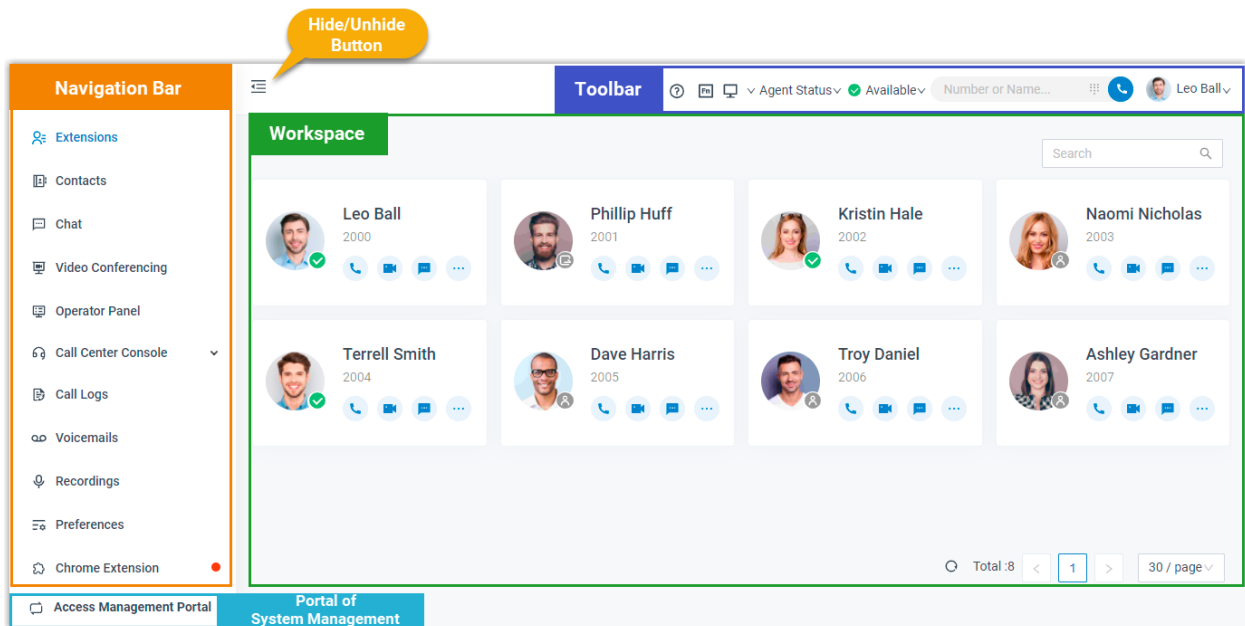 Hide/Unhide
Button
Navigation Bar
Toolbar
Fn
Agent Status
Available
Number or Name...
Leo Ball
Workspace
Search
Extensions
Contacts
Chat
Video Conferencing
Operator Panel
Call Center Console
Call Logs
Voicemails
Recordings
Preferences
Chrome Extension
Leo Ball
2000
Phillip Huff
2001
Kristin Hale
2002
Naomi Nicholas
2003
Terrell Smith
2004
Dave Harris
2005
Troy Daniel
2006
Ashley Gardner
2007
Total :8 < 1 > 30 / page
Access Management Portal
Portal of
System Management